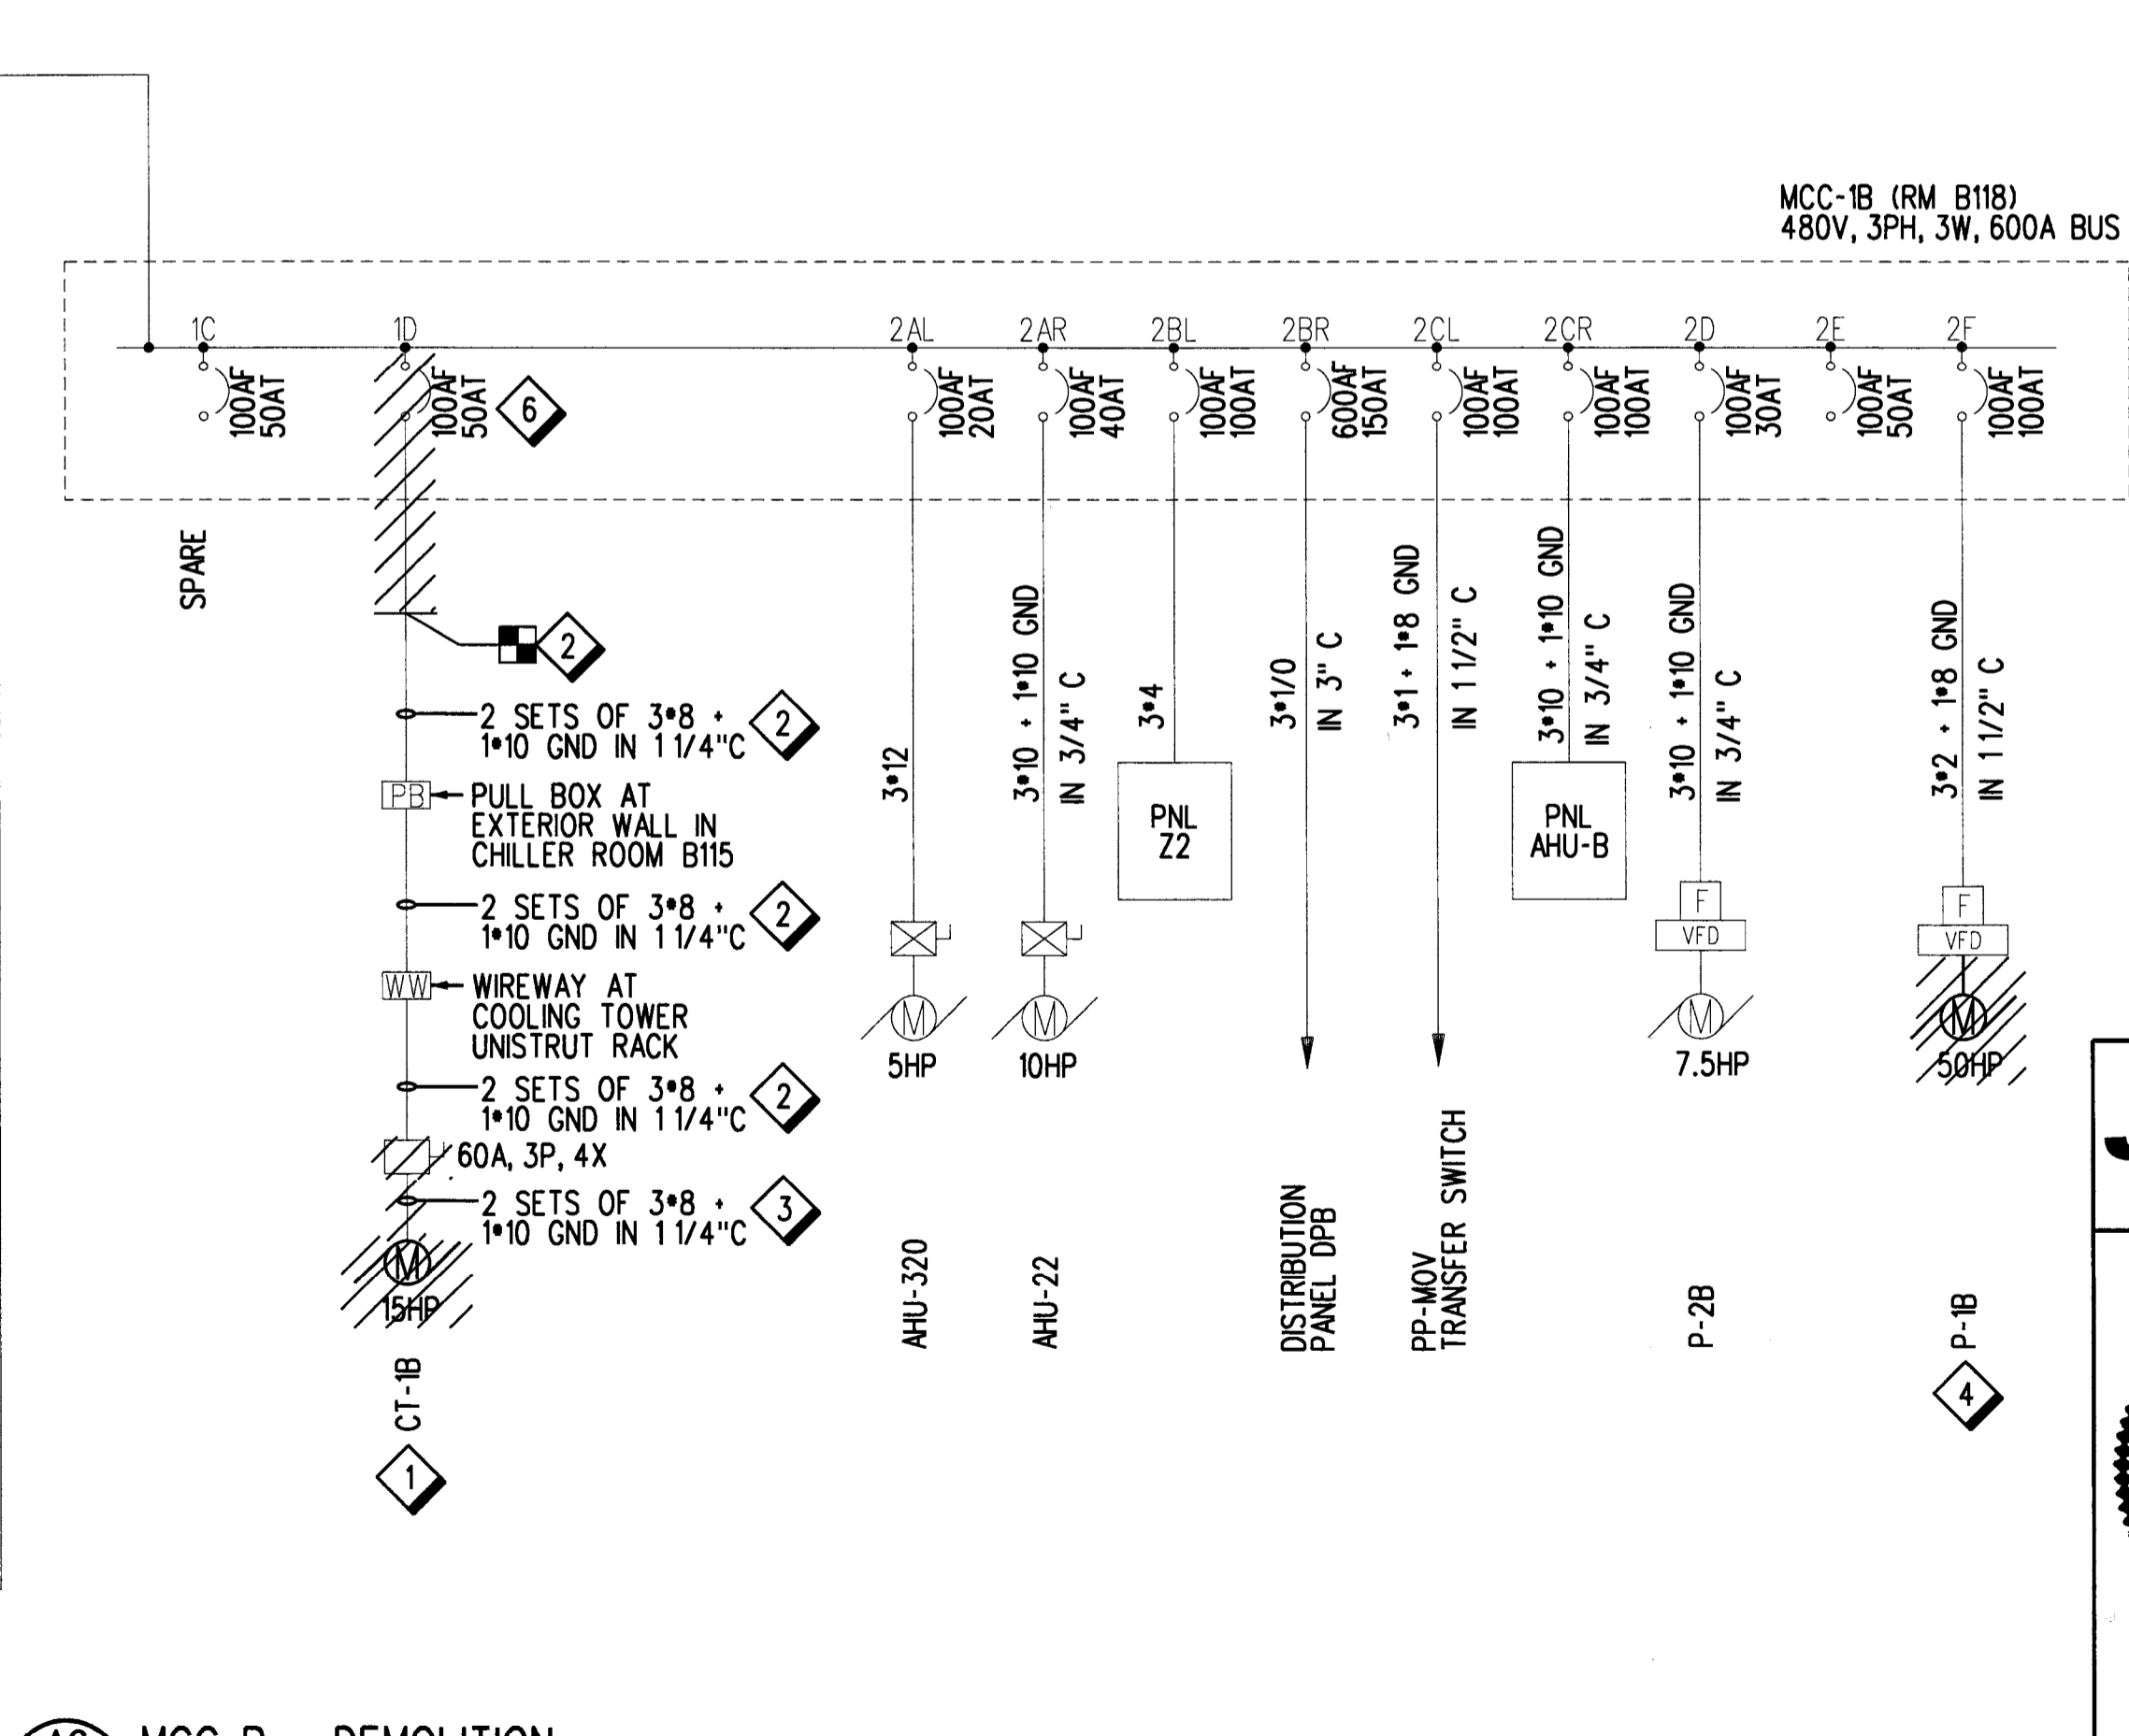 MCC-1B (RM B118)
480V, 3PH, 3W, 600A BUS
1C
1D
2AL
2AR
2BL
2BR
2CL
2CR
2D
2E
2F
100AF
50AT
100AF
50AT
6
100AF
20AT
100AF
40AT
100AF
100AT
600AF
150AT
100AF
100AT
100AF
100AT
100AF
30AT
100AF
50AT
100AF
100AT
SPARE
2
2 SETS OF 3#8 +
1#10 GND IN 1 1/4"C
2
PB
PULL BOX AT
EXTERIOR WALL IN
CHILLER ROOM B115
2 SETS OF 3#8 +
1#10 GND IN 1 1/4"C
2
WW
WIREWAY AT
COOLING TOWER
UNISTRUT RACK
2 SETS OF 3#8 +
1#10 GND IN 1 1/4"C
2
60A, 3P, 4X
2 SETS OF 3#8 +
1#10 GND IN 1 1/4"C
3
M
15HP
CT-1B
1
3#12
M
5HP
AHU-320
3#10 + 1#10 GND
IN 3/4" C
M
10HP
AHU-22
3#4
PNL
Z2
3#1/0
IN 3" C
DISTRIBUTION
PANEL DPB
3#1 + 1#8 GND
IN 1 1/2" C
PP-MOV
TRANSFER SWITCH
3#10 + 1#10 GND
IN 3/4" C
PNL
AHU-B
3#10 + 1#10 GND
IN 3/4" C
F
VFD
M
7.5HP
P-2B
3#2 + 1#8 GND
IN 1 1/2" C
F
VFD
M
50HP
P-1B
4